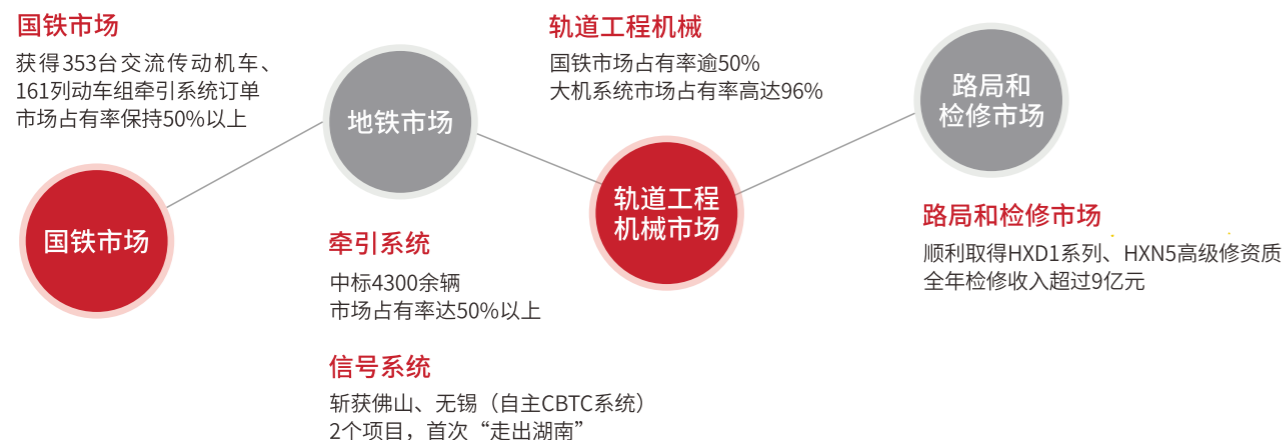 国铁市场
获得353台交流传动机车、
161列动车组牵引系统订单
市场占有率保持50%以上
国铁市场
地铁市场
牵引系统
中标4300余辆
市场占有率达50%以上
信号系统
斩获佛山、无锡（自主CBTC系统）
2个项目，首次“走出湖南”
轨道工程机械
国铁市场占有率逾50%
大机系统市场占有率高达96%
轨道工程
机械市场
路局和
检修市场
路局和检修市场
顺利取得HXD1系列、HXN5高级修资质
全年检修收入超过9亿元